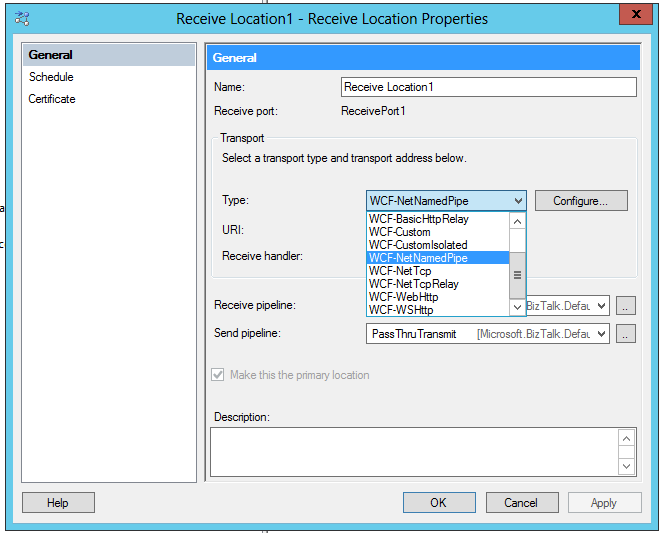 Receive Location1 - Receive Location Properties
x
General
Schedule
Certificate
General
Name:
Receive Location1
Receive port:
ReceivePort1
Transport
Select a transport type and transport address below.
Type:
WCF-NetNamedPipe
Configure...
WCF-BasicHttpRelay
WCF-Custom
WCF-CustomIsolated
WCF-NetNamedPipe
WCF-NetTcp
WCF-NetTcpRelay
WCF-WebHttp
WCF-WSHttp
URI:
Receive handler:
Receive pipeline:
.BizTalk.Defau
..
Send pipeline:
PassThruTransmit [Microsoft.BizTalk.Defau
..
Make this the primary location
Description:
Help
OK
Cancel
Apply